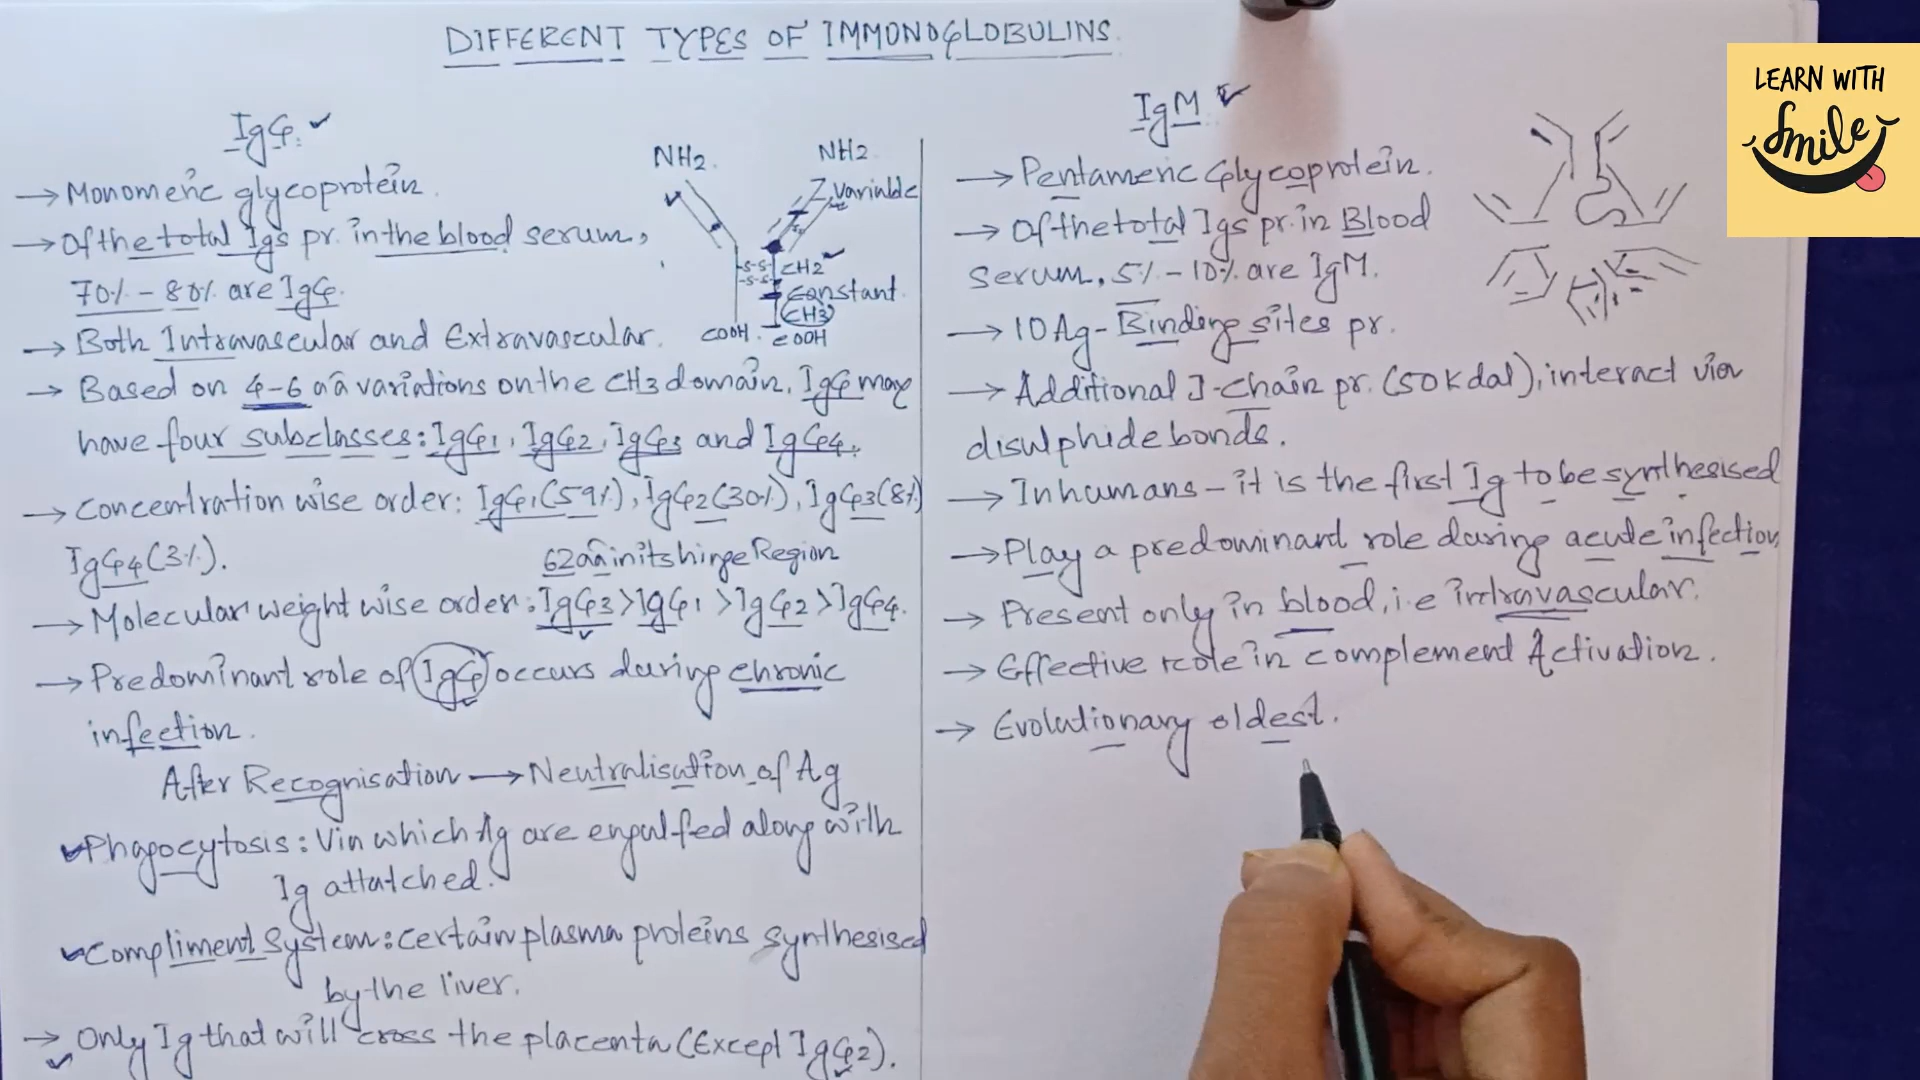 DIFFERENT TYPES OF IMMONOGLOBULINS.
LEARN WITH
Smile
IgG.
→ Monomeric glycoprotein.
→ Of the total Igs pr. in the blood serum,
70% - 80% are IgG.
→ Both Intravascular and Extravascular.
→ Based on 4-6 aa variations on the CH3 domain, IgG may
have four subclasses: IgG1, IgG2, IgG3 and IgG4.
→ Concentration wise order: IgG1(59%), IgG2(30%), IgG3(8%)
IgG4(3%).
62 aa in its hinge Region
→ Molecular weight wise order: IgG3 > IgG1 > IgG2 > IgG4.
→ Predominant role of IgG occurs during chronic
infection.
After Recognisation → Neutralisation of Ag
Phagocytosis: Via which Ag are engulfed along with
Ig attatched.
Compliment System: certain plasma proteins synthesised
by the liver.
→ Only Ig that will cross the placenta (Except IgG2).
NH2.
NH2
Variable
-S-S-
CH2
-S-S-
Constant.
CH3
COOH.
COOH
IgM.
→ Pentameric Glycoprotein.
→ Of the total Igs pr. in Blood
serum, 5% - 10% are IgM.
→ 10 Ag-Binding sites pr.
→ Additional J-Chain pr. (50Kdal), interact via
disulphide bonds.
→ In humans - it is the first Ig to be synthesised
→ Play a predominant role during acute infection
→ Present only in blood, i.e intravascular.
→ Effective role in complement Activation.
→ Evolutionary oldest.